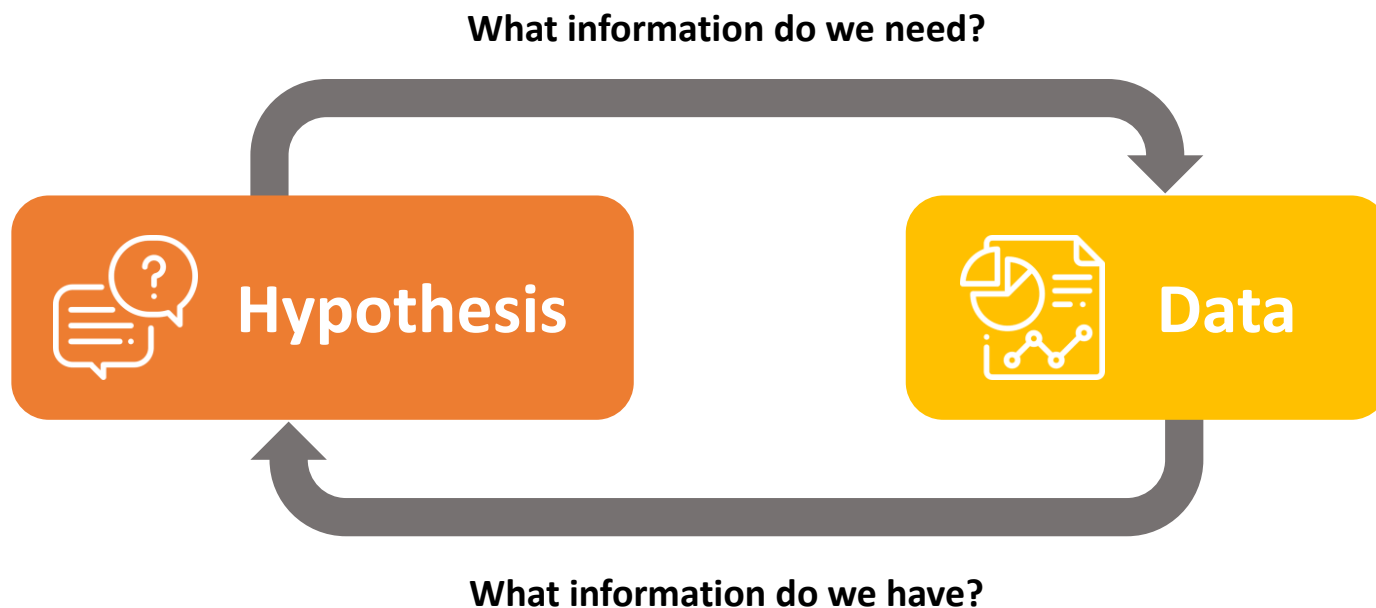 What information do we need?
Hypothesis
Data
What information do we have?